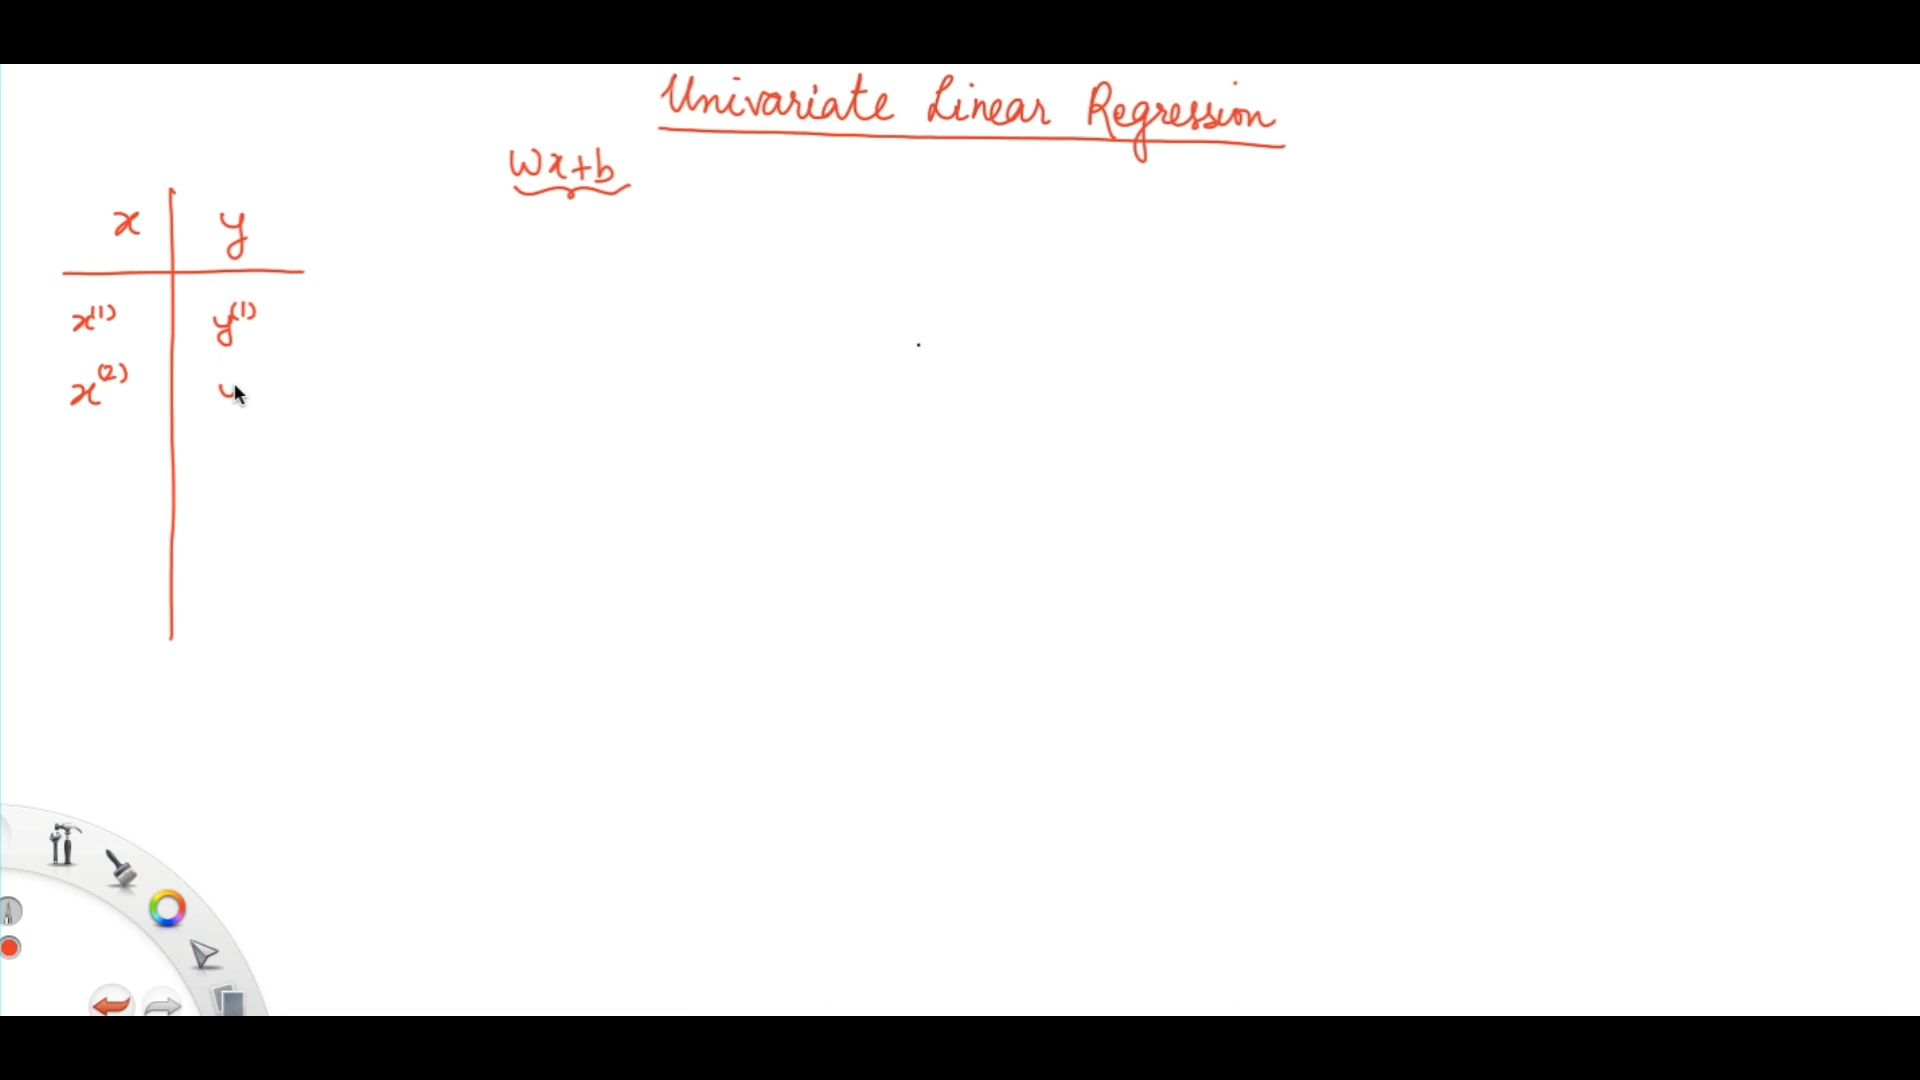 Univariate Linear Regression
wx+b
x y
x⁽¹⁾ y⁽¹⁾
x⁽²⁾